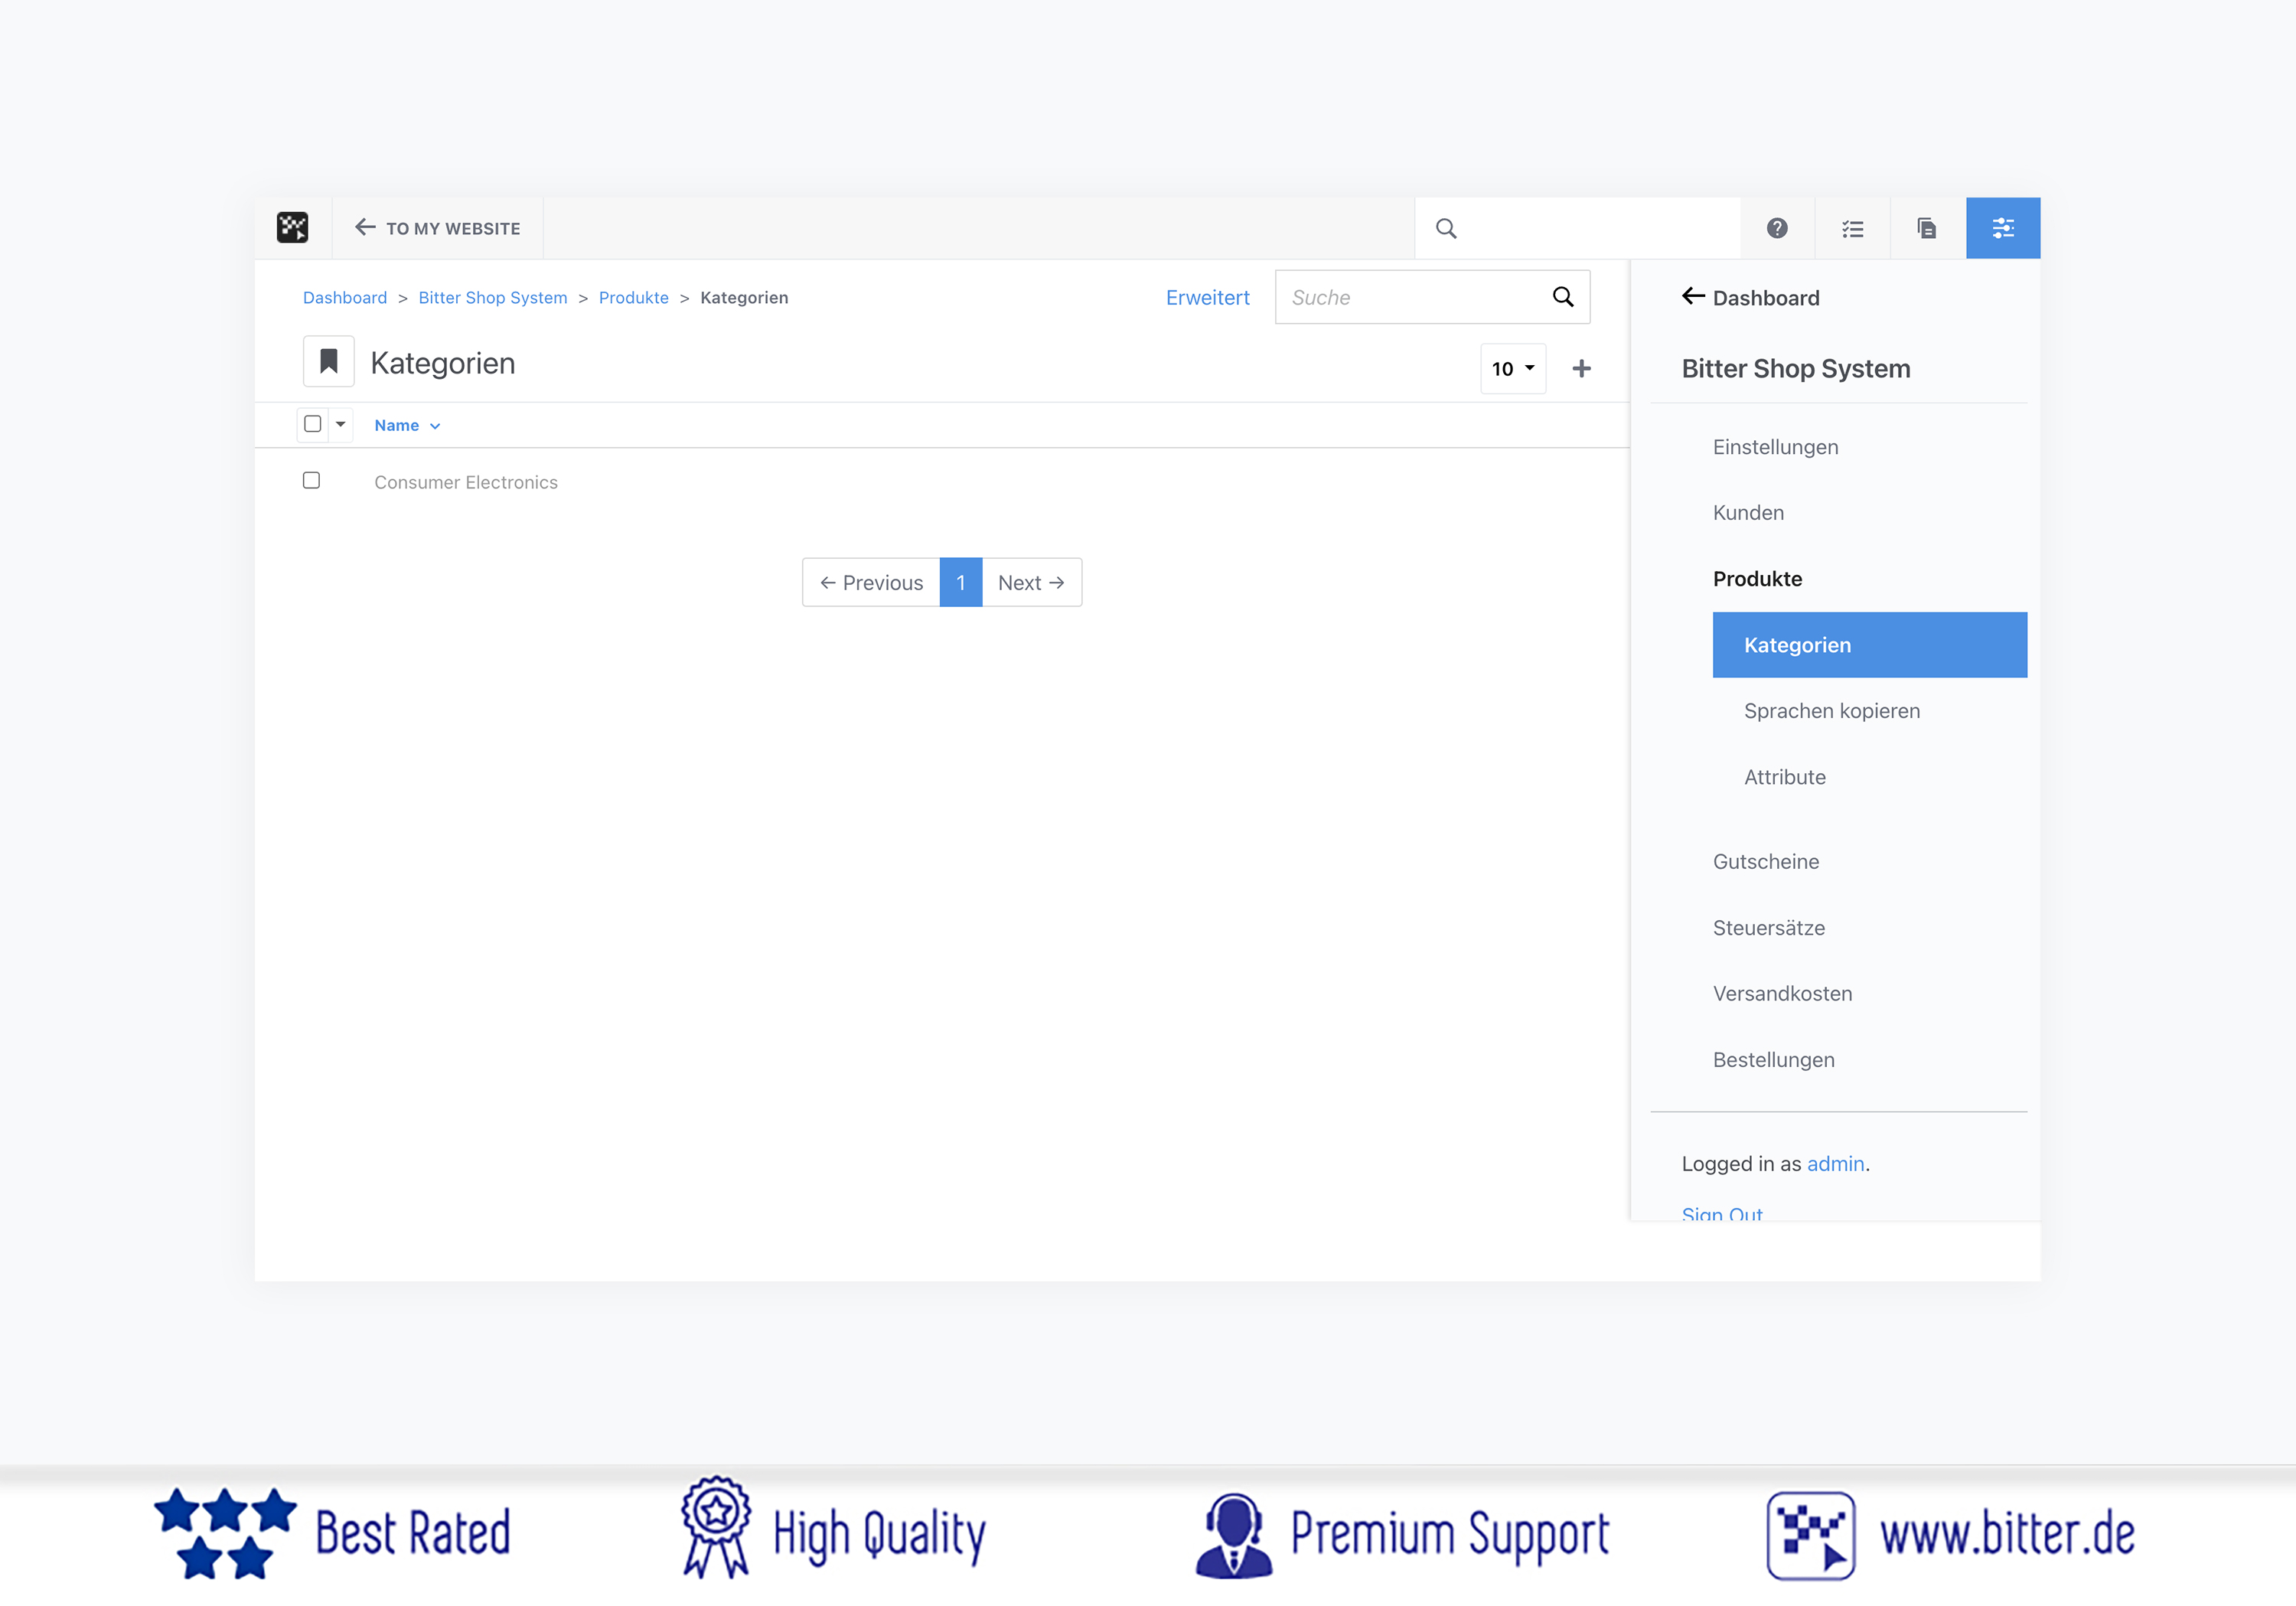 TO MY WEBSITE
Dashboard > Bitter Shop System > Produkte > Kategorien
Erweitert
Suche
Kategorien
10
Name
Consumer Electronics
← Previous 1 Next →
Dashboard
Bitter Shop System
Einstellungen
Kunden
Produkte
Kategorien
Sprachen kopieren
Attribute
Gutscheine
Steuersätze
Versandkosten
Bestellungen
Logged in as admin.
Sign Out
Best Rated
High Quality
Premium Support
www.bitter.de